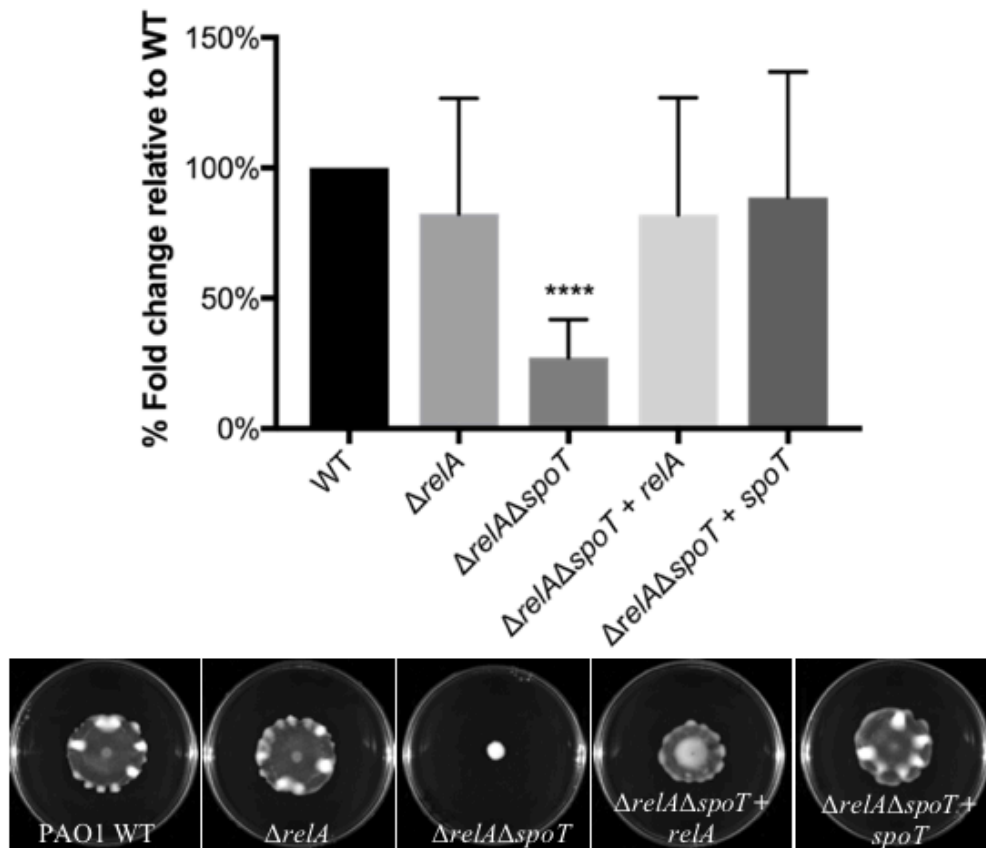 % Fold change relative to WT
150%
100%
50%
0%
****
WT
ΔrelA
ΔrelAΔspoT
ΔrelAΔspoT + relA
ΔrelAΔspoT + spoT
PAO1 WT
ΔrelA
ΔrelAΔspoT
ΔrelAΔspoT+
relA
ΔrelAΔspoT+
spoT